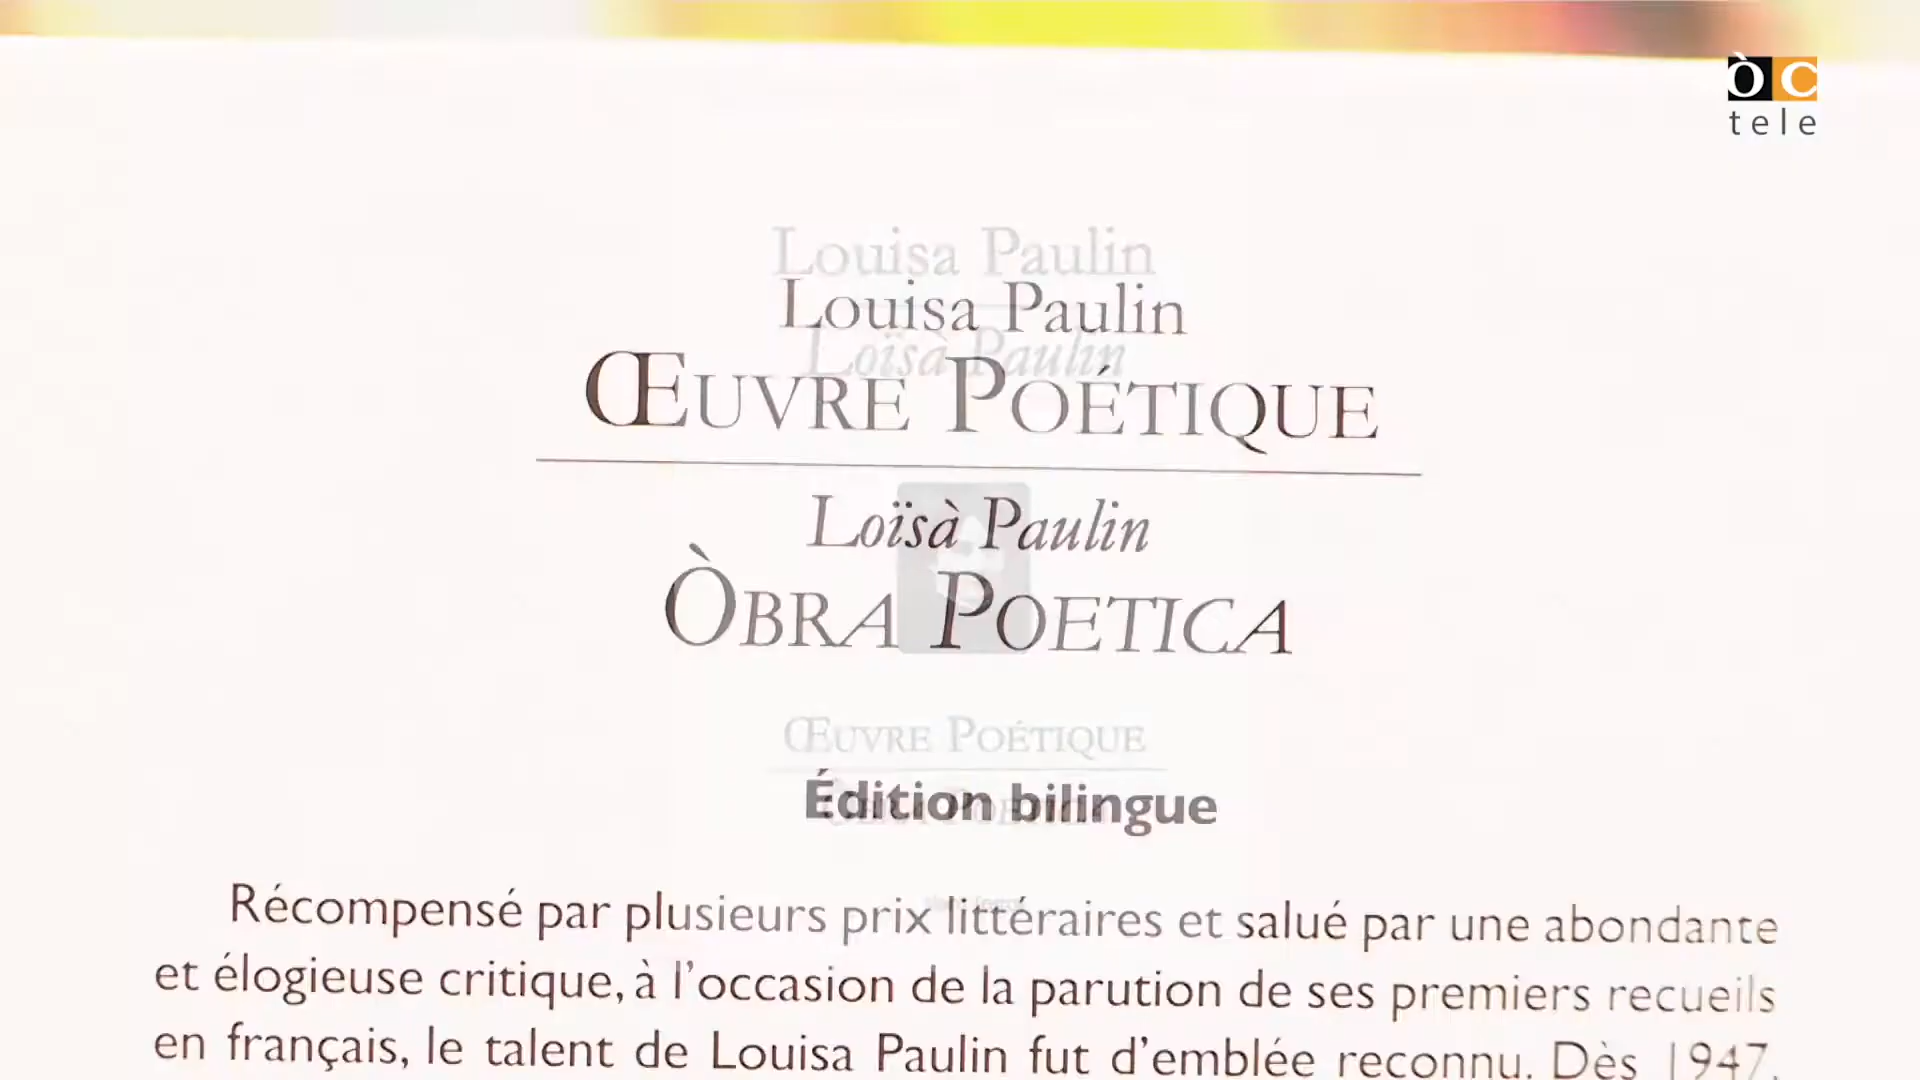 òc
tele
Louisa Paulin
Louisa Paulin
Loïsà Paulin
ŒUVRE POÉTIQUE
Loïsà Paulin
ÒBRA POETICA
ŒUVRE POÉTIQUE
Édition bilingue
ÒBRA POETICA
Récompensé par plusieurs prix littéraires et salué par une abondante
et élogieuse critique, à l'occasion de la parution de ses premiers recueils
en français, le talent de Louisa Paulin fut d'emblée reconnu. Dès 1947,